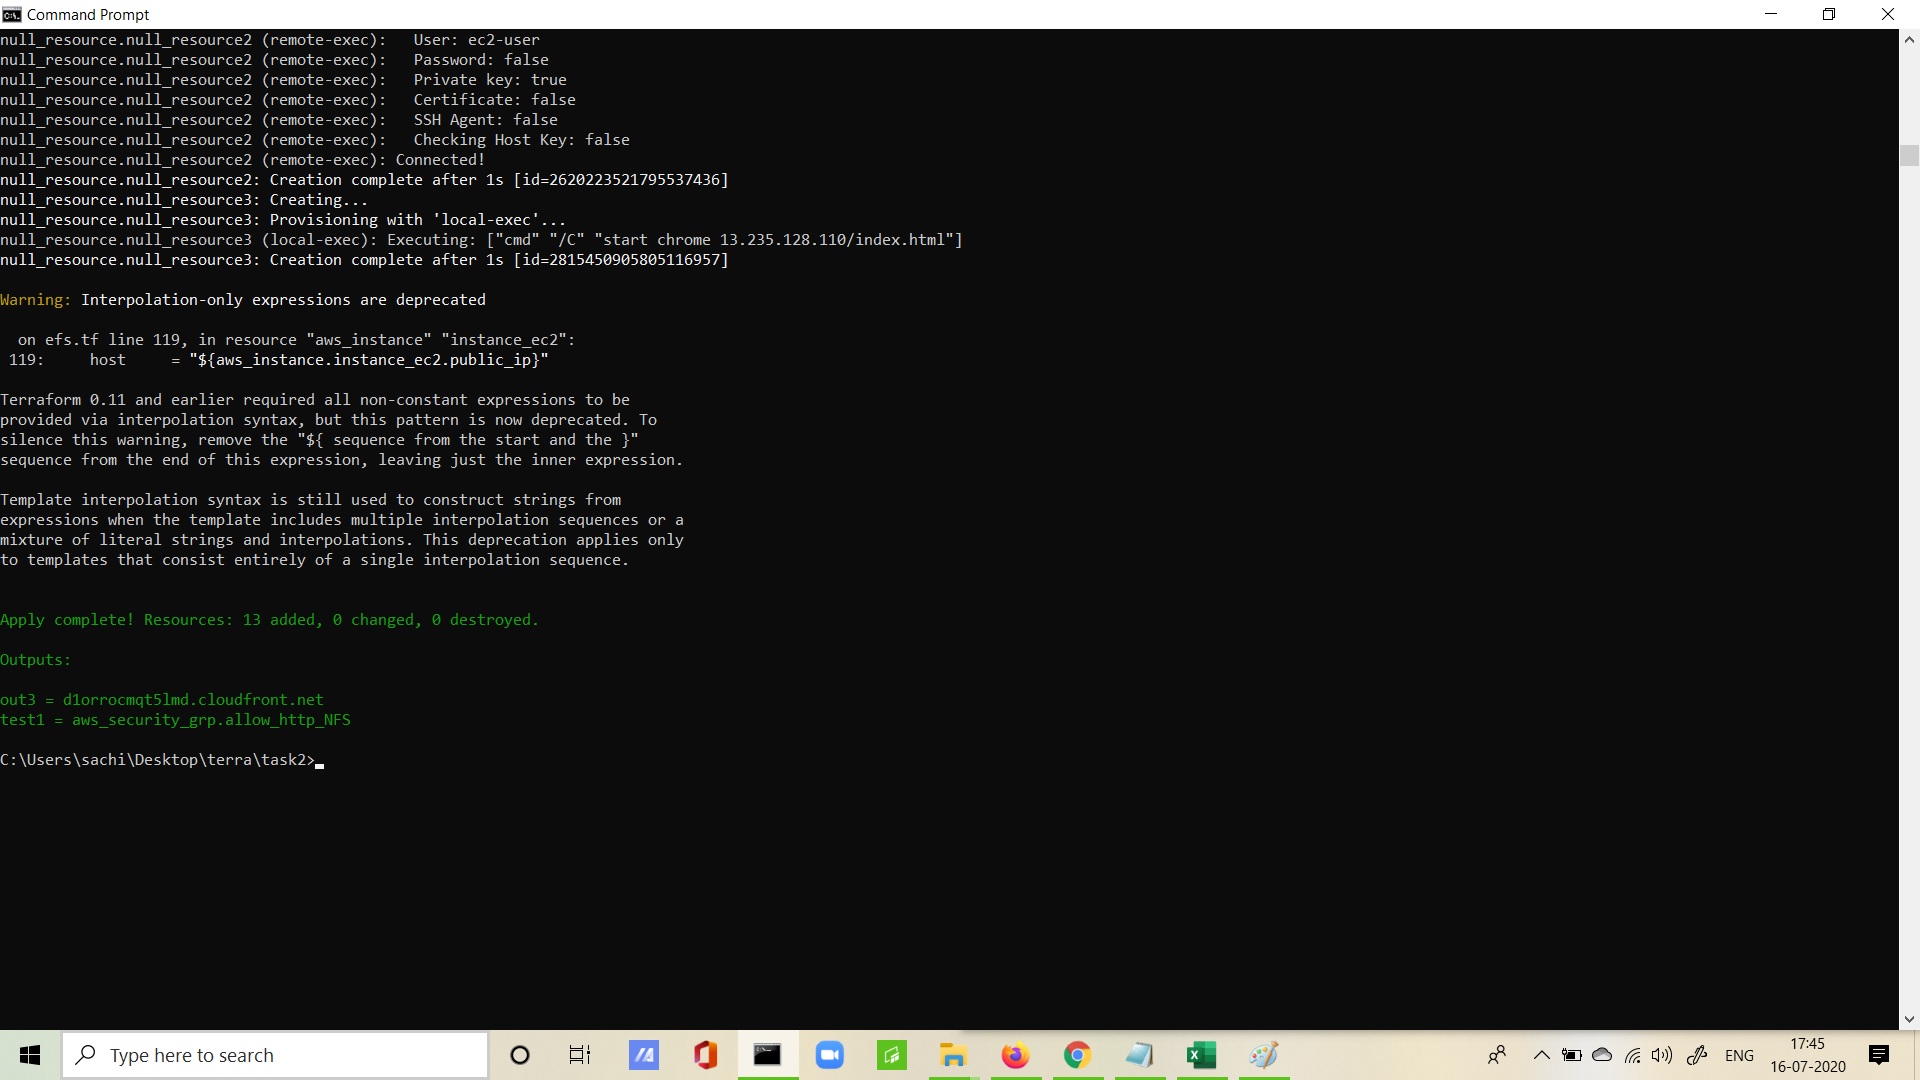 Command Prompt
null_resource.null_resource2 (remote-exec):   User: ec2-user
null_resource.null_resource2 (remote-exec):   Password: false
null_resource.null_resource2 (remote-exec):   Private key: true
null_resource.null_resource2 (remote-exec):   Certificate: false
null_resource.null_resource2 (remote-exec):   SSH Agent: false
null_resource.null_resource2 (remote-exec):   Checking Host Key: false
null_resource.null_resource2 (remote-exec): Connected!
null_resource.null_resource2: Creation complete after 1s [id=2620223521795537436]
null_resource.null_resource3: Creating...
null_resource.null_resource3: Provisioning with 'local-exec'...
null_resource.null_resource3 (local-exec): Executing: ["cmd" "/C" "start chrome 13.235.128.110/index.html"]
null_resource.null_resource3: Creation complete after 1s [id=2815450905805116957]
Warning: Interpolation-only expressions are deprecated
  on efs.tf line 119, in resource "aws_instance" "instance_ec2":
 119:     host     = "${aws_instance.instance_ec2.public_ip}"
Terraform 0.11 and earlier required all non-constant expressions to be
provided via interpolation syntax, but this pattern is now deprecated. To
silence this warning, remove the "${ sequence from the start and the }"
sequence from the end of this expression, leaving just the inner expression.
Template interpolation syntax is still used to construct strings from
expressions when the template includes multiple interpolation sequences or a
mixture of literal strings and interpolations. This deprecation applies only
to templates that consist entirely of a single interpolation sequence.
Apply complete! Resources: 13 added, 0 changed, 0 destroyed.
Outputs:
out3 = d1orrocmqt5lmd.cloudfront.net
test1 = aws_security_grp.allow_http_NFS
C:\Users\sachi\Desktop\terra\task2>
Type here to search
ENG
17:45
16-07-2020